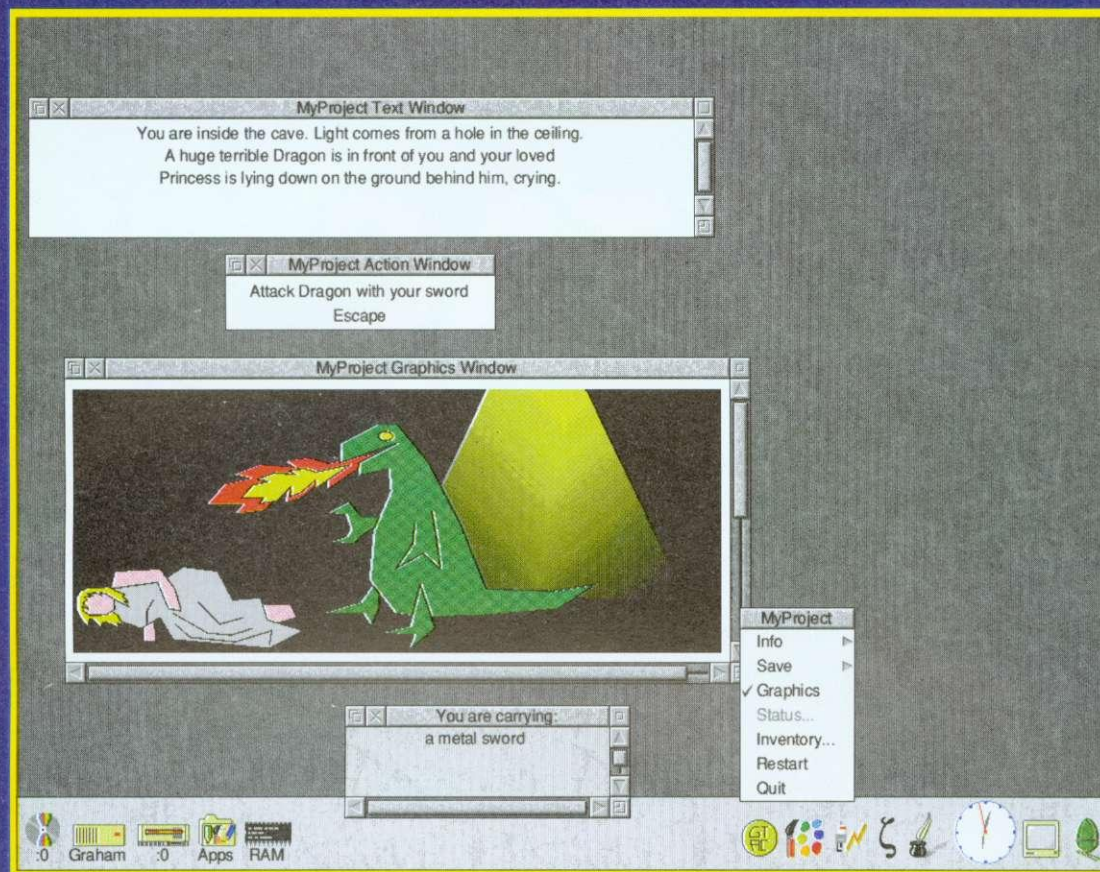 MyProject Text Window
You are inside the cave. Light comes from a hole in the ceiling.
A huge terrible Dragon is in front of you and your loved
Princess is lying down on the ground behind him, crying.
MyProject Action Window
Attack Dragon with your sword
Escape
MyProject Graphics Window
MyProject
Info
Save
Graphics
Status...
Inventory...
Restart
Quit
You are carrying:
a metal sword
:0
Graham
:0
Apps
RAM